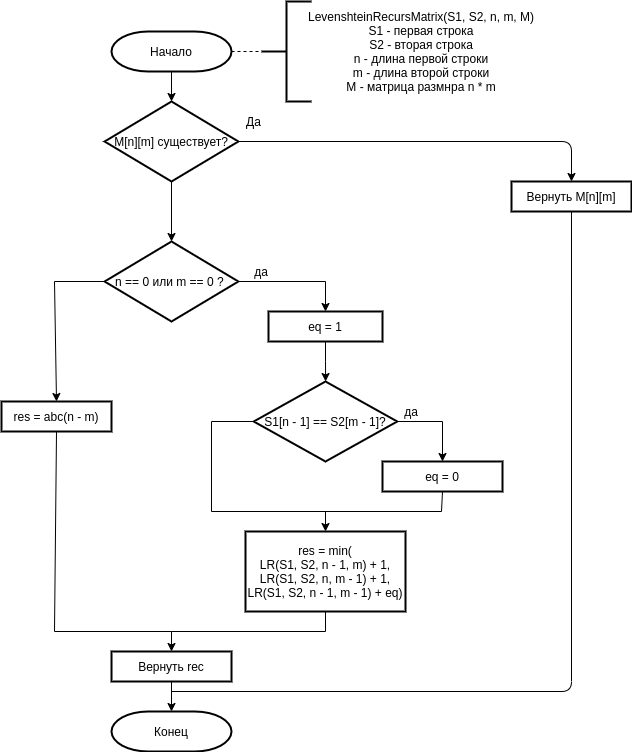 LevenshteinRecursMatrix(S1, S2, n, m, M)
S1 - первая строка
S2 - вторая строка
n - длина первой строки
m - длина второй строки
M - матрица размнра n * m
Начало
Да
M[n][m] существует?
Вернуть M[n][m]
да
n == 0 или m == 0 ?
eq = 1
res = abc(n - m)
да
S1[n - 1] == S2[m - 1]?
eq = 0
res = min(
LR(S1, S2, n - 1, m) + 1,
LR(S1, S2, n, m - 1) + 1,
LR(S1, S2, n - 1, m - 1) + eq)
Вернуть rec
Конец